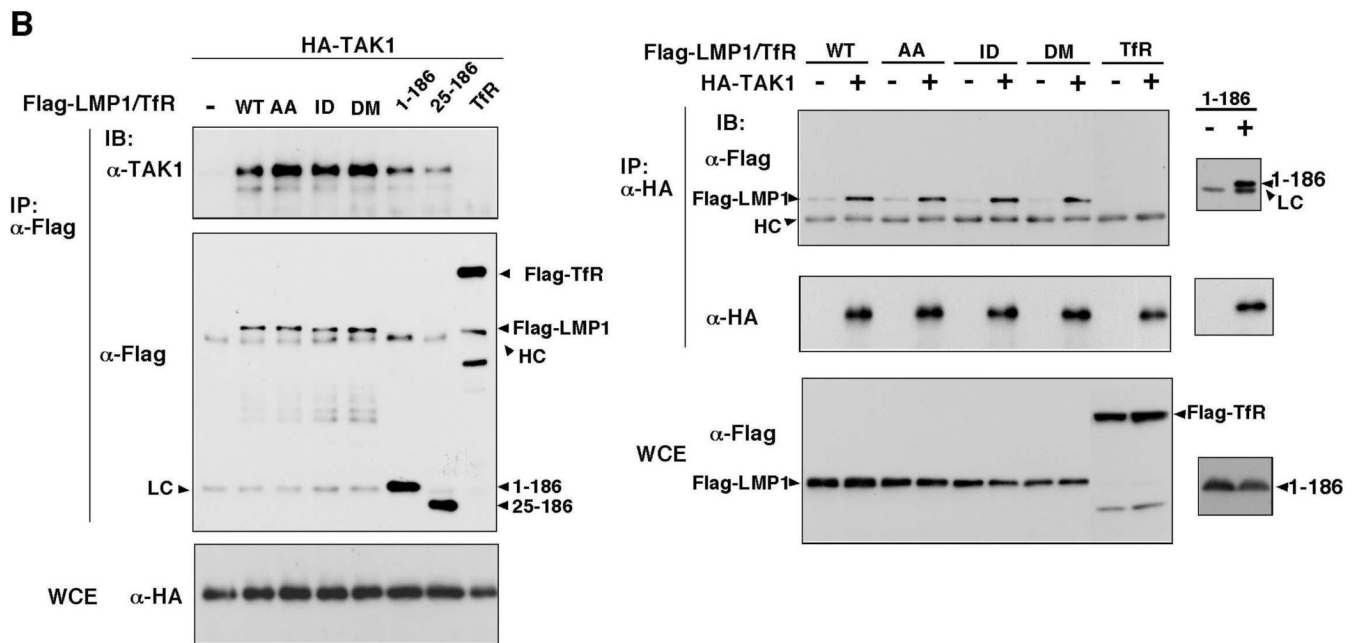 B
HA-TAK1
Flag-LMP1/TfR - WT AA ID DM 1-186 25-186 TfR
IB:
α-TAK1
IP:
α-Flag
Flag-TfR
Flag-LMP1
HC
α-Flag
LC
1-186
25-186
WCE α-HA
Flag-LMP1/TfR WT AA ID DM TfR
HA-TAK1 - + - + - + - + - +
1-186
- +
IB:
α-Flag
IP:
α-HA
Flag-LMP1
HC
1-186
LC
α-HA
α-Flag
WCE
Flag-TfR
Flag-LMP1
1-186